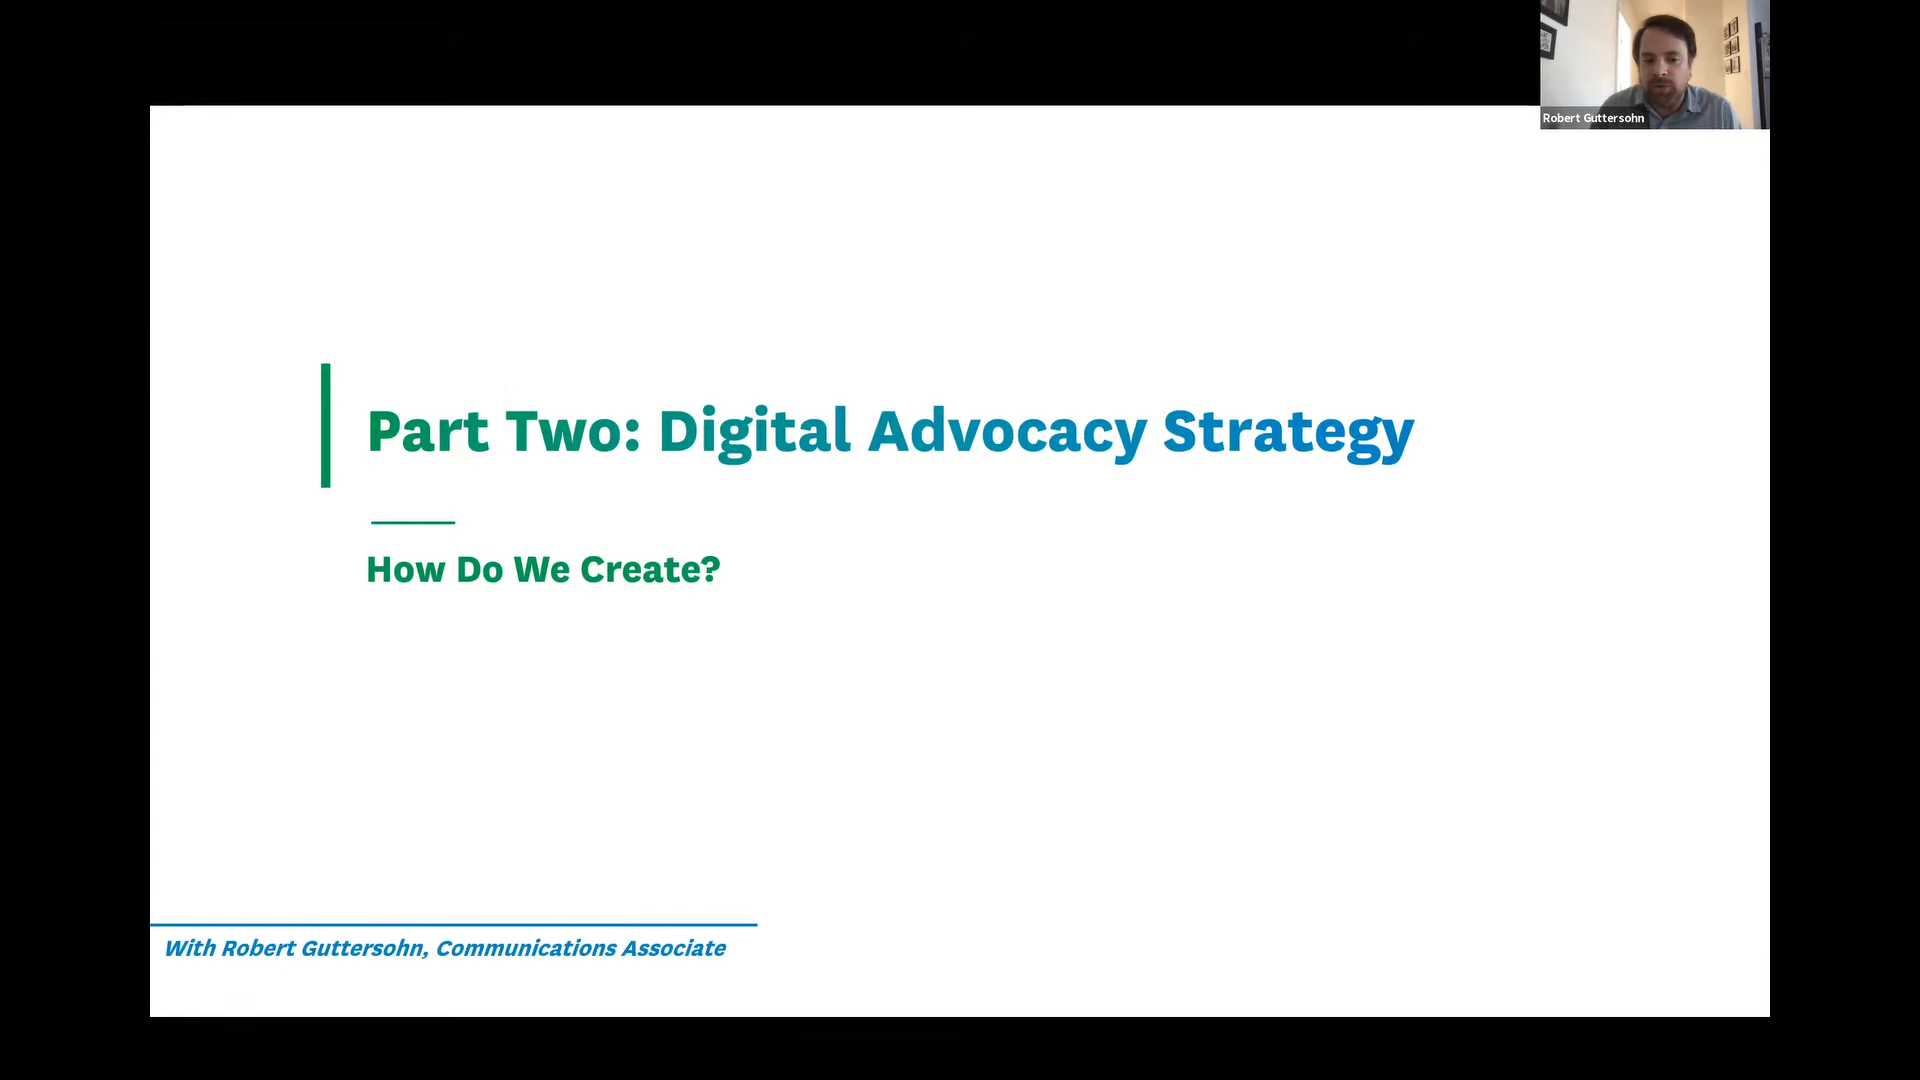 Robert Guttersohn
Part Two: Digital Advocacy Strategy
How Do We Create?
With Robert Guttersohn, Communications Associate